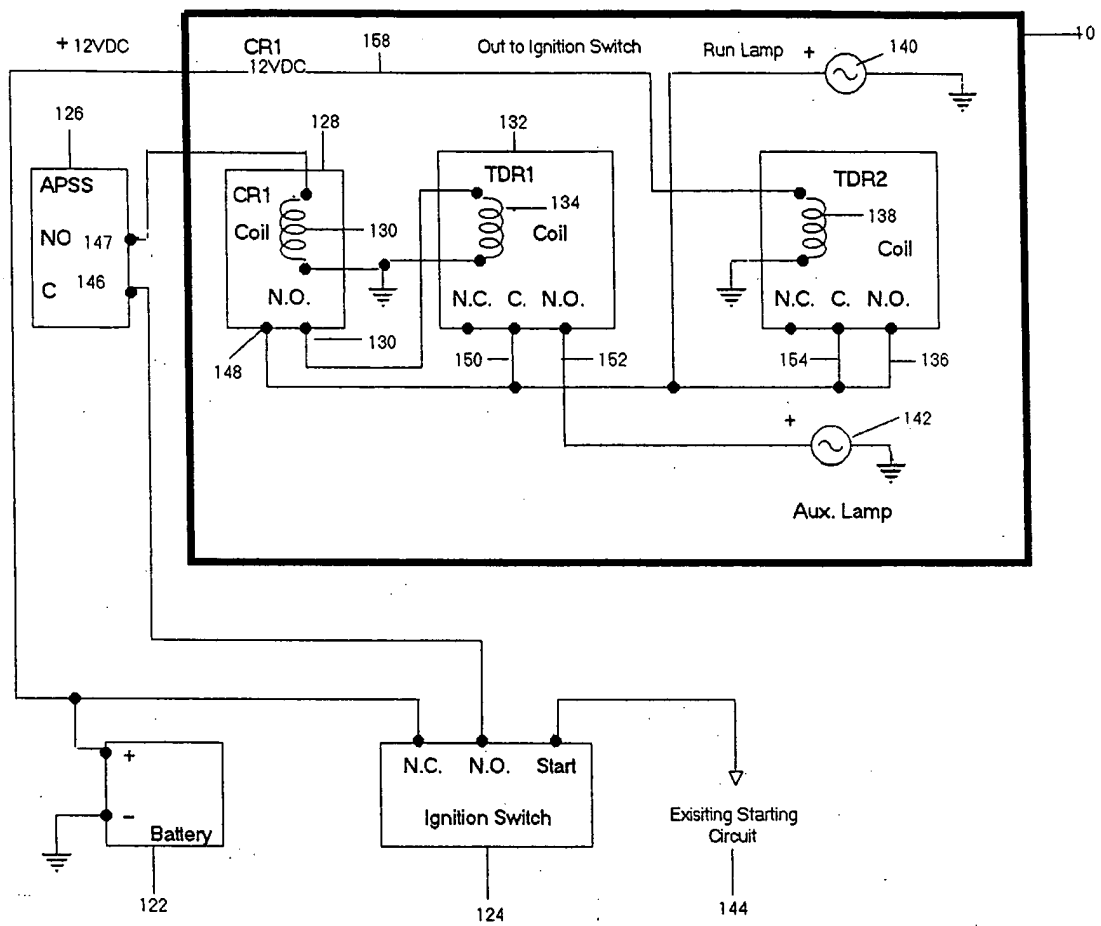 + 12VDC
CR1
12VDC
158
Out to Ignition Switch
Run Lamp +
140
10
126
128
132
APSS
NO 147
C 146
CR1
Coil
130
N.O.
148
130
TDR1
134
Coil
N.C. C. N.O.
150
152
TDR2
138
Coil
N.C. C. N.O.
154
136
+
142
Aux. Lamp
+
-
Battery
122
N.C. N.O. Start
Ignition Switch
124
Exisiting Starting
Circuit
144